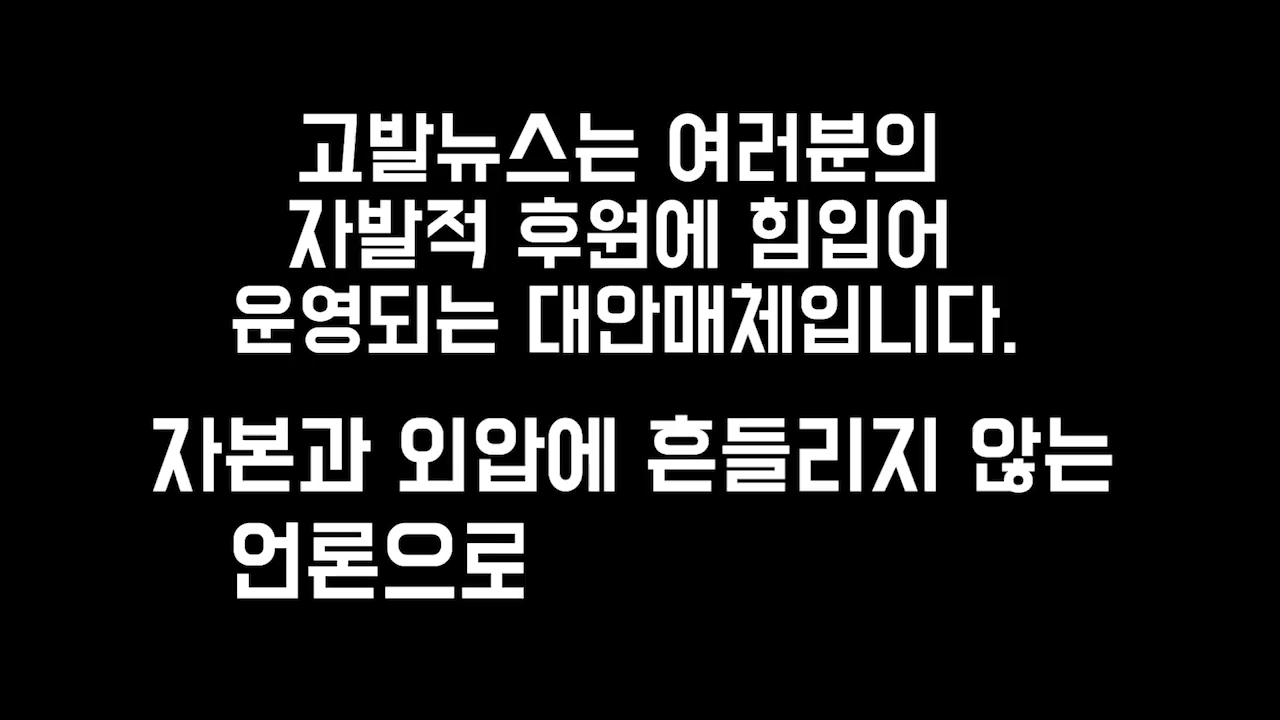 고발뉴스는 여러분의
자발적 후원에 힘입어
운영되는 대안매체입니다.
자본과 외압에 흔들리지 않는
언론으로